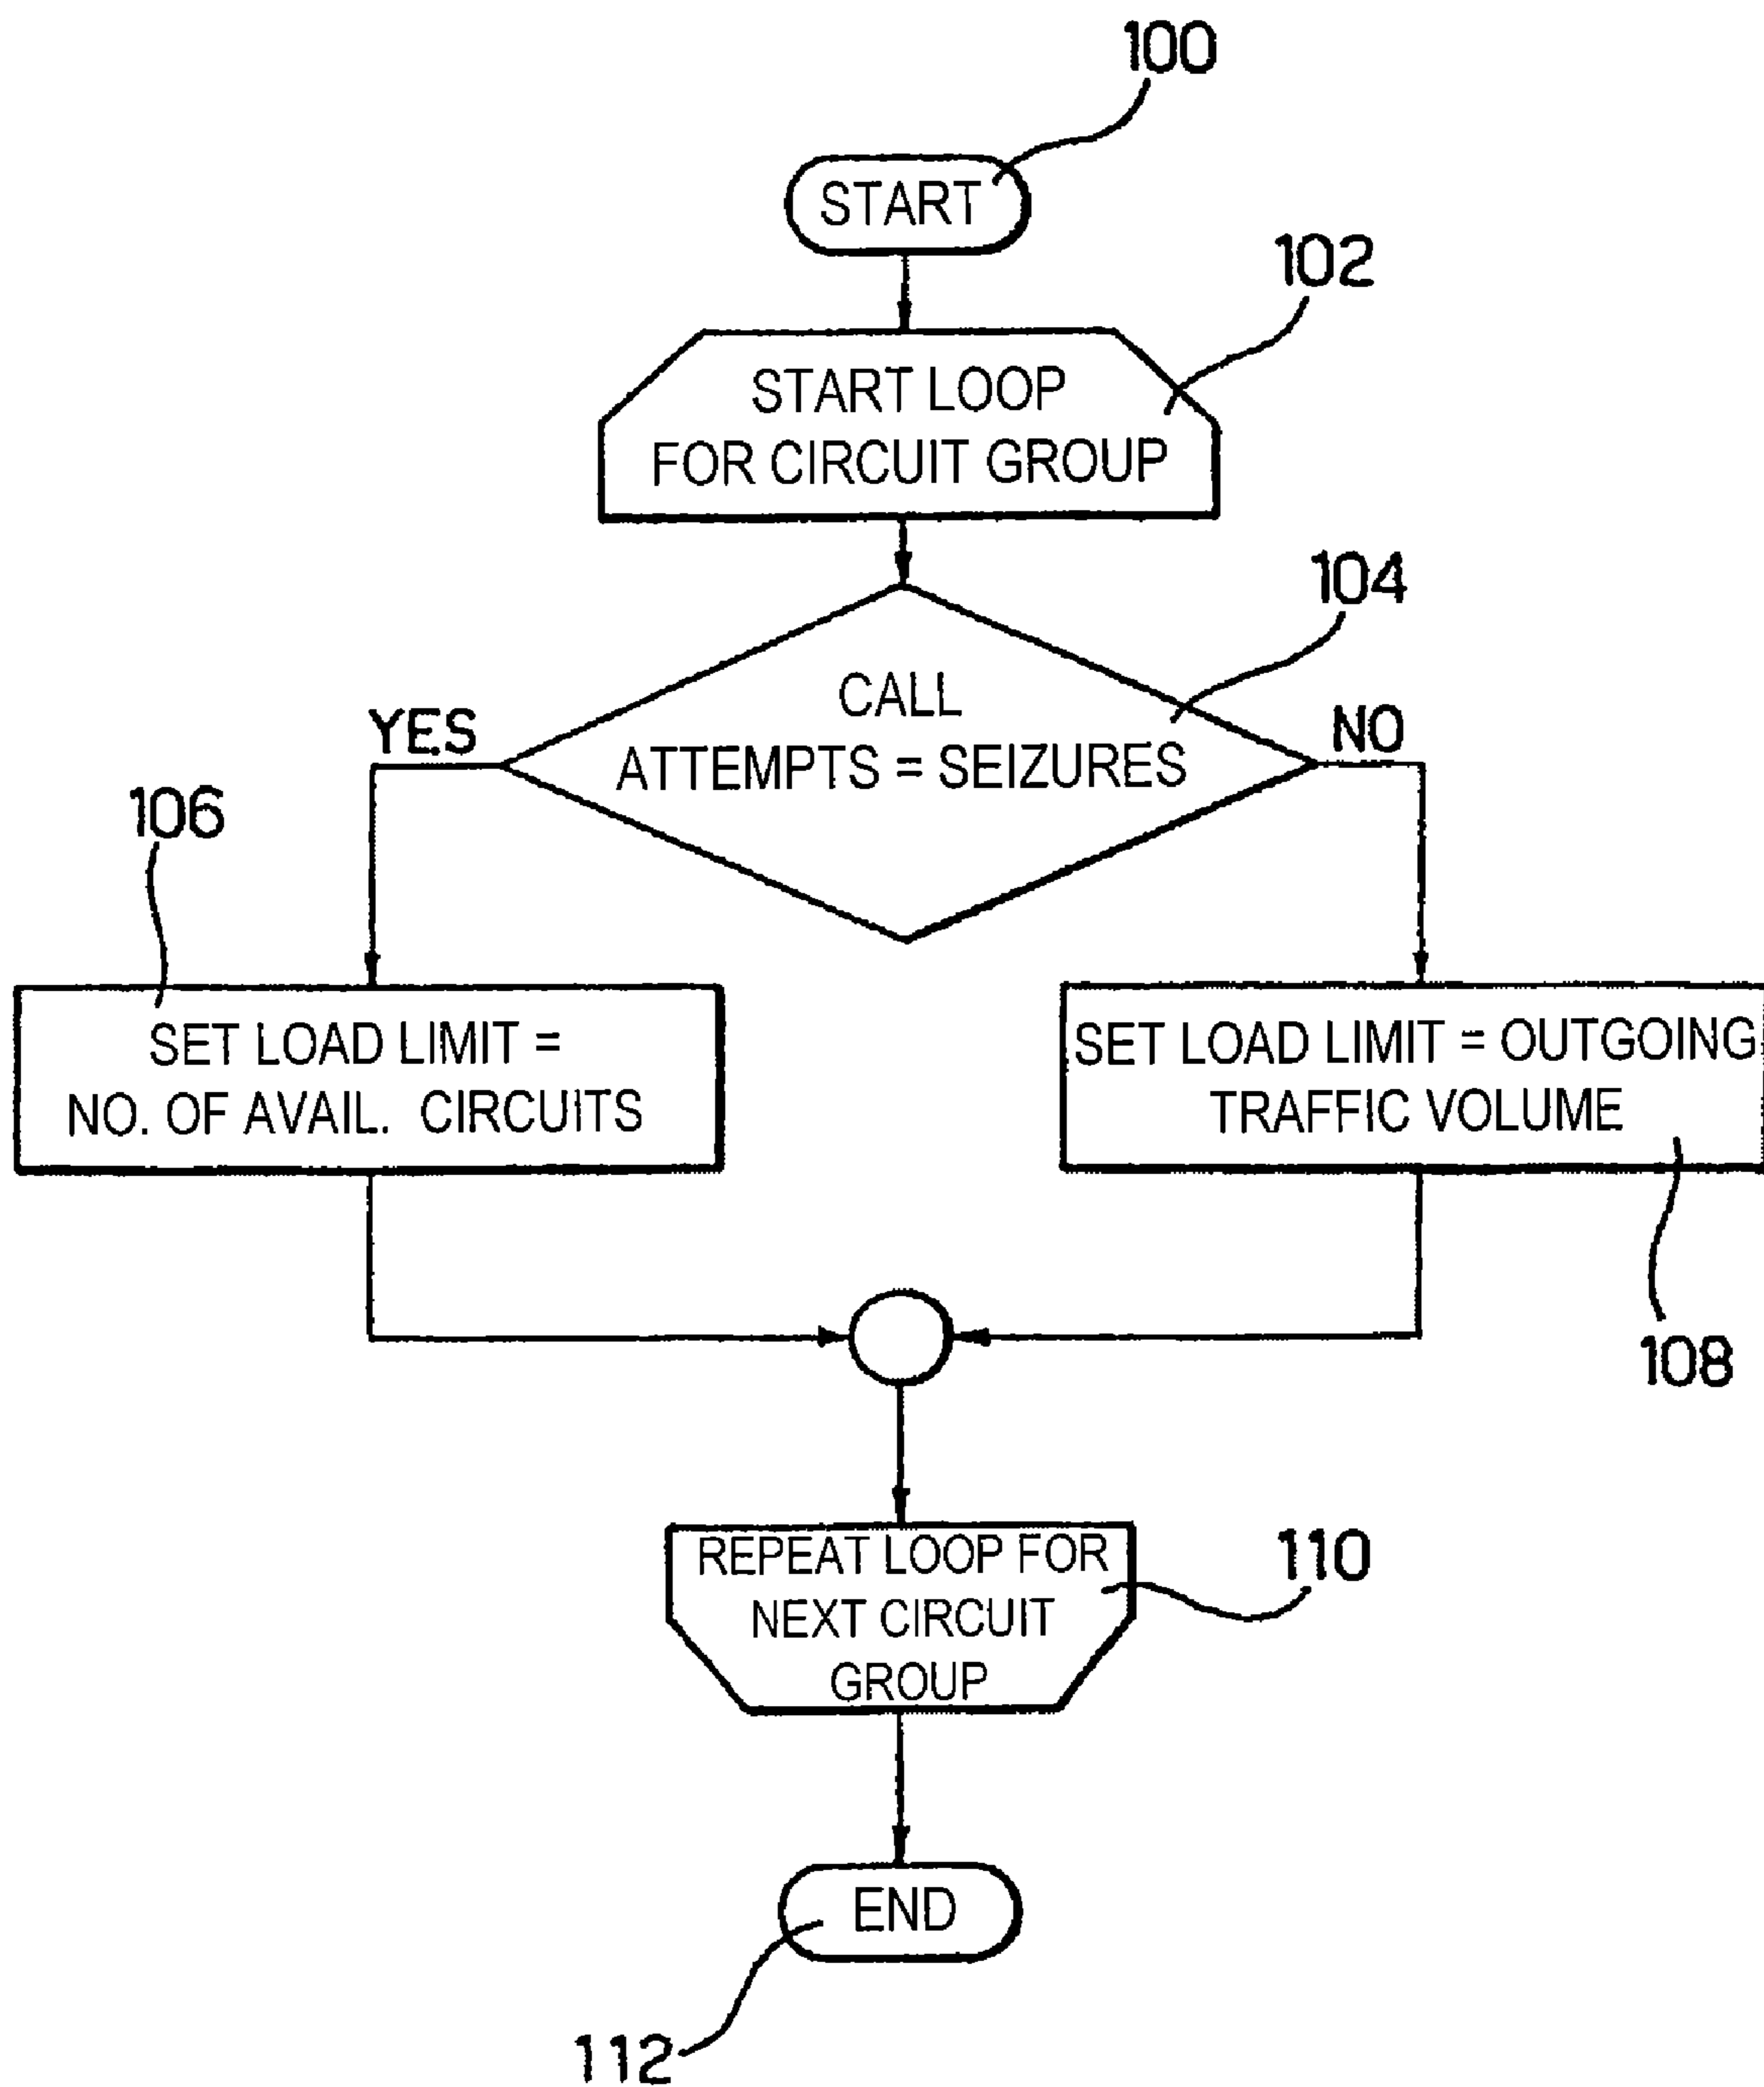 100
START
102
START LOOP
FOR CIRCUIT GROUP
104
CALL
ATTEMPTS = SEIZURES
YES
NO
106
SET LOAD LIMIT =
NO. OF AVAIL. CIRCUITS
SET LOAD LIMIT = OUTGOING
TRAFFIC VOLUME
108
REPEAT LOOP FOR
NEXT CIRCUIT
GROUP
110
END
112